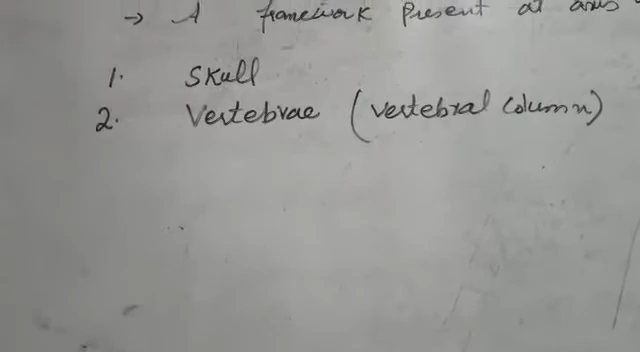 → A framework Present at axis
1. Skull
2. Vertebrae (vertebral column)